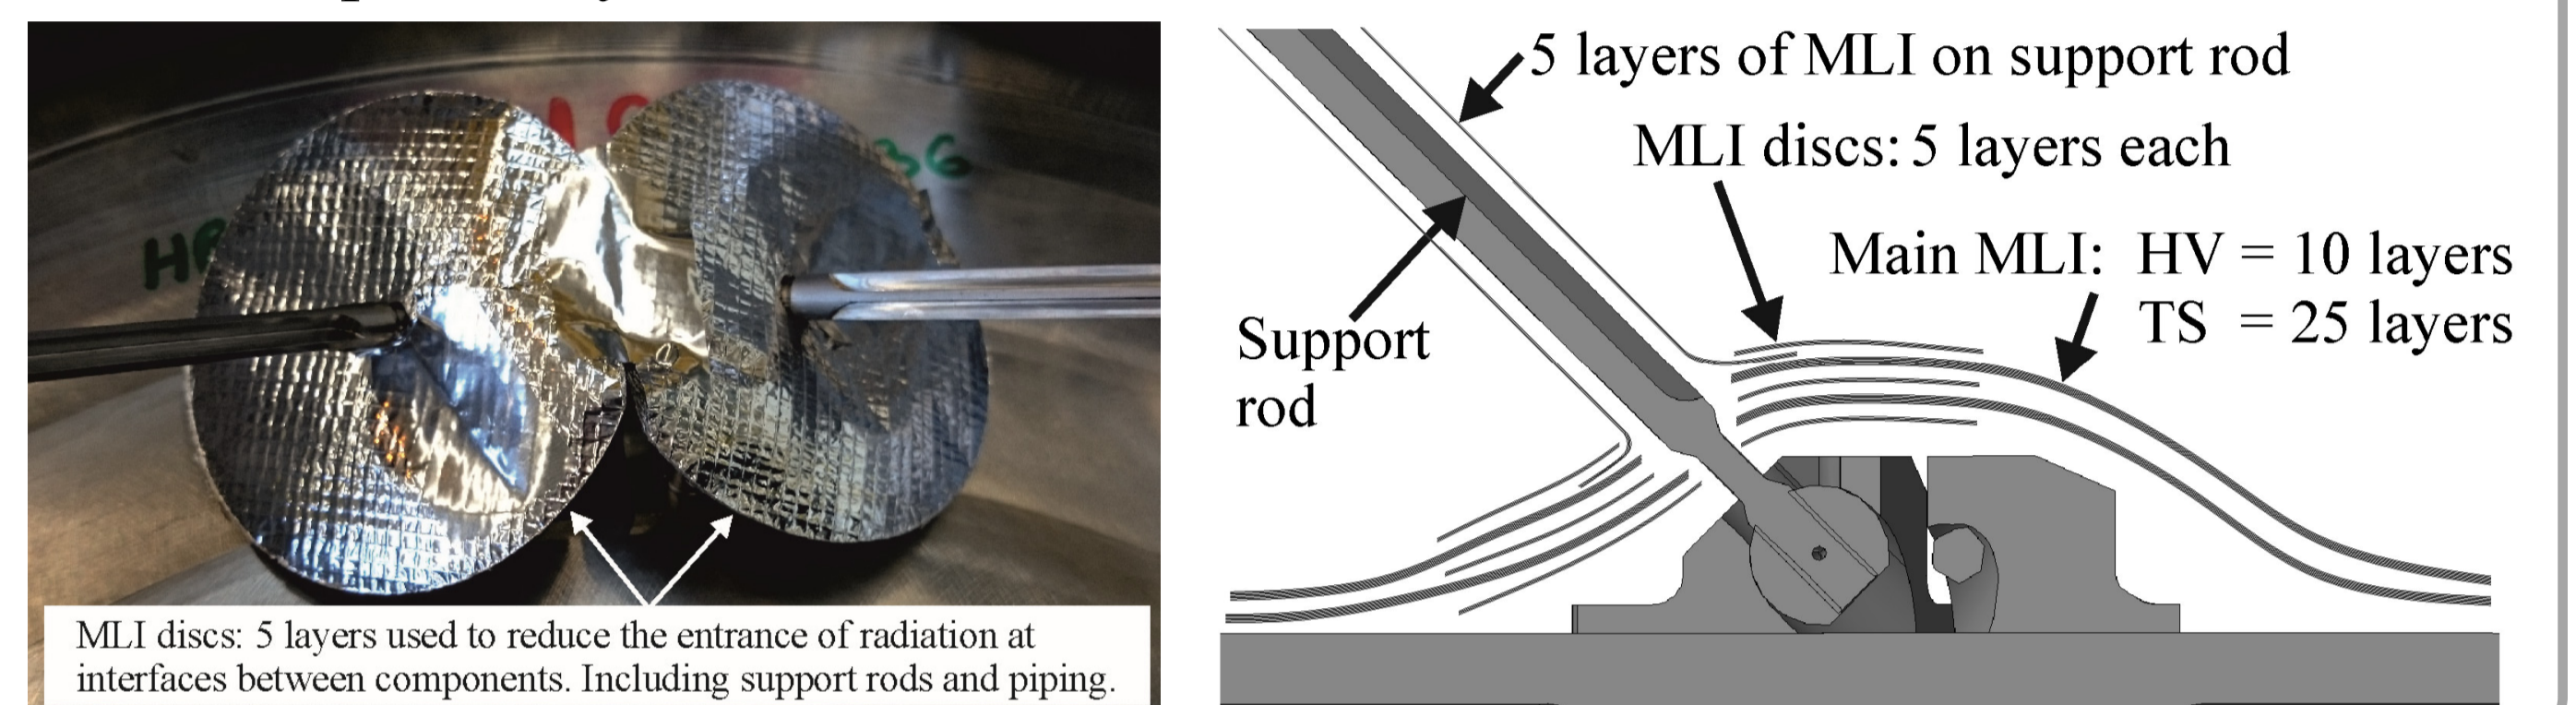 MLI discs: 5 layers used to reduce the entrance of radiation at
interfaces between components. Including support rods and piping.
5 layers of MLI on support rod
MLI discs: 5 layers each
Main MLI: HV = 10 layers
TS = 25 layers
Support
rod